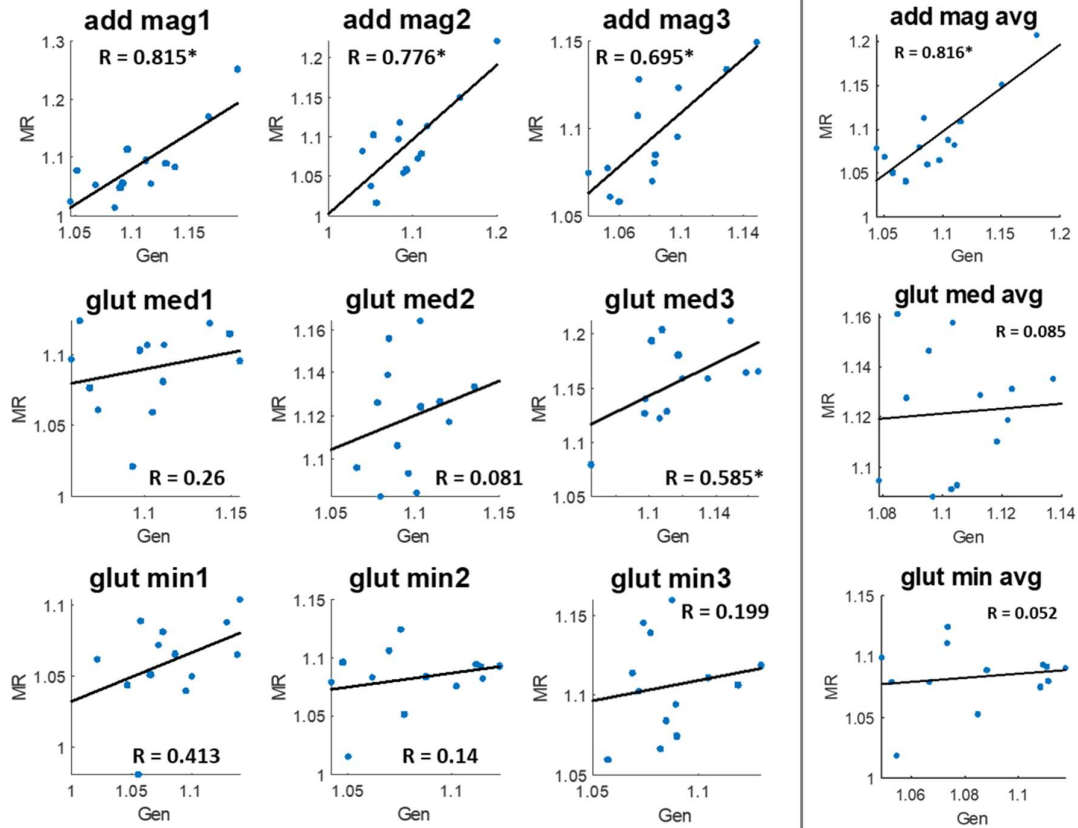 add mag1
R = 0.815*
1.3
1.2
1.1
1
MR
1.05
1.1
1.15
Gen
add mag2
R = 0.776*
1.2
1.15
1.1
1.05
1
MR
1
1.1
1.2
Gen
add mag3
R = 0.695*
1.15
1.1
1.05
MR
1.06
1.1
1.14
Gen
add mag avg
R = 0.816*
1.2
1.15
1.1
1.05
1
MR
1.05
1.1
1.15
1.2
Gen
glut med1
1.1
1.05
1
MR
R = 0.26
1.1
1.15
Gen
glut med2
1.16
1.14
1.12
1.1
MR
R = 0.081
1.05
1.1
1.15
Gen
glut med3
1.2
1.15
1.1
1.05
MR
R = 0.585*
1.1
1.14
Gen
glut med avg
R = 0.085
1.16
1.14
1.12
1.1
MR
1.08
1.1
1.12
1.14
Gen
glut min1
1.1
1.05
1
MR
R = 0.413
1
1.05
1.1
Gen
glut min2
1.15
1.1
1.05
1
MR
R = 0.14
1.05
1.1
Gen
glut min3
R = 0.199
1.15
1.1
1.05
MR
1.05
1.1
Gen
glut min avg
R = 0.052
1.15
1.1
1.05
1
MR
1.06
1.08
1.1
Gen